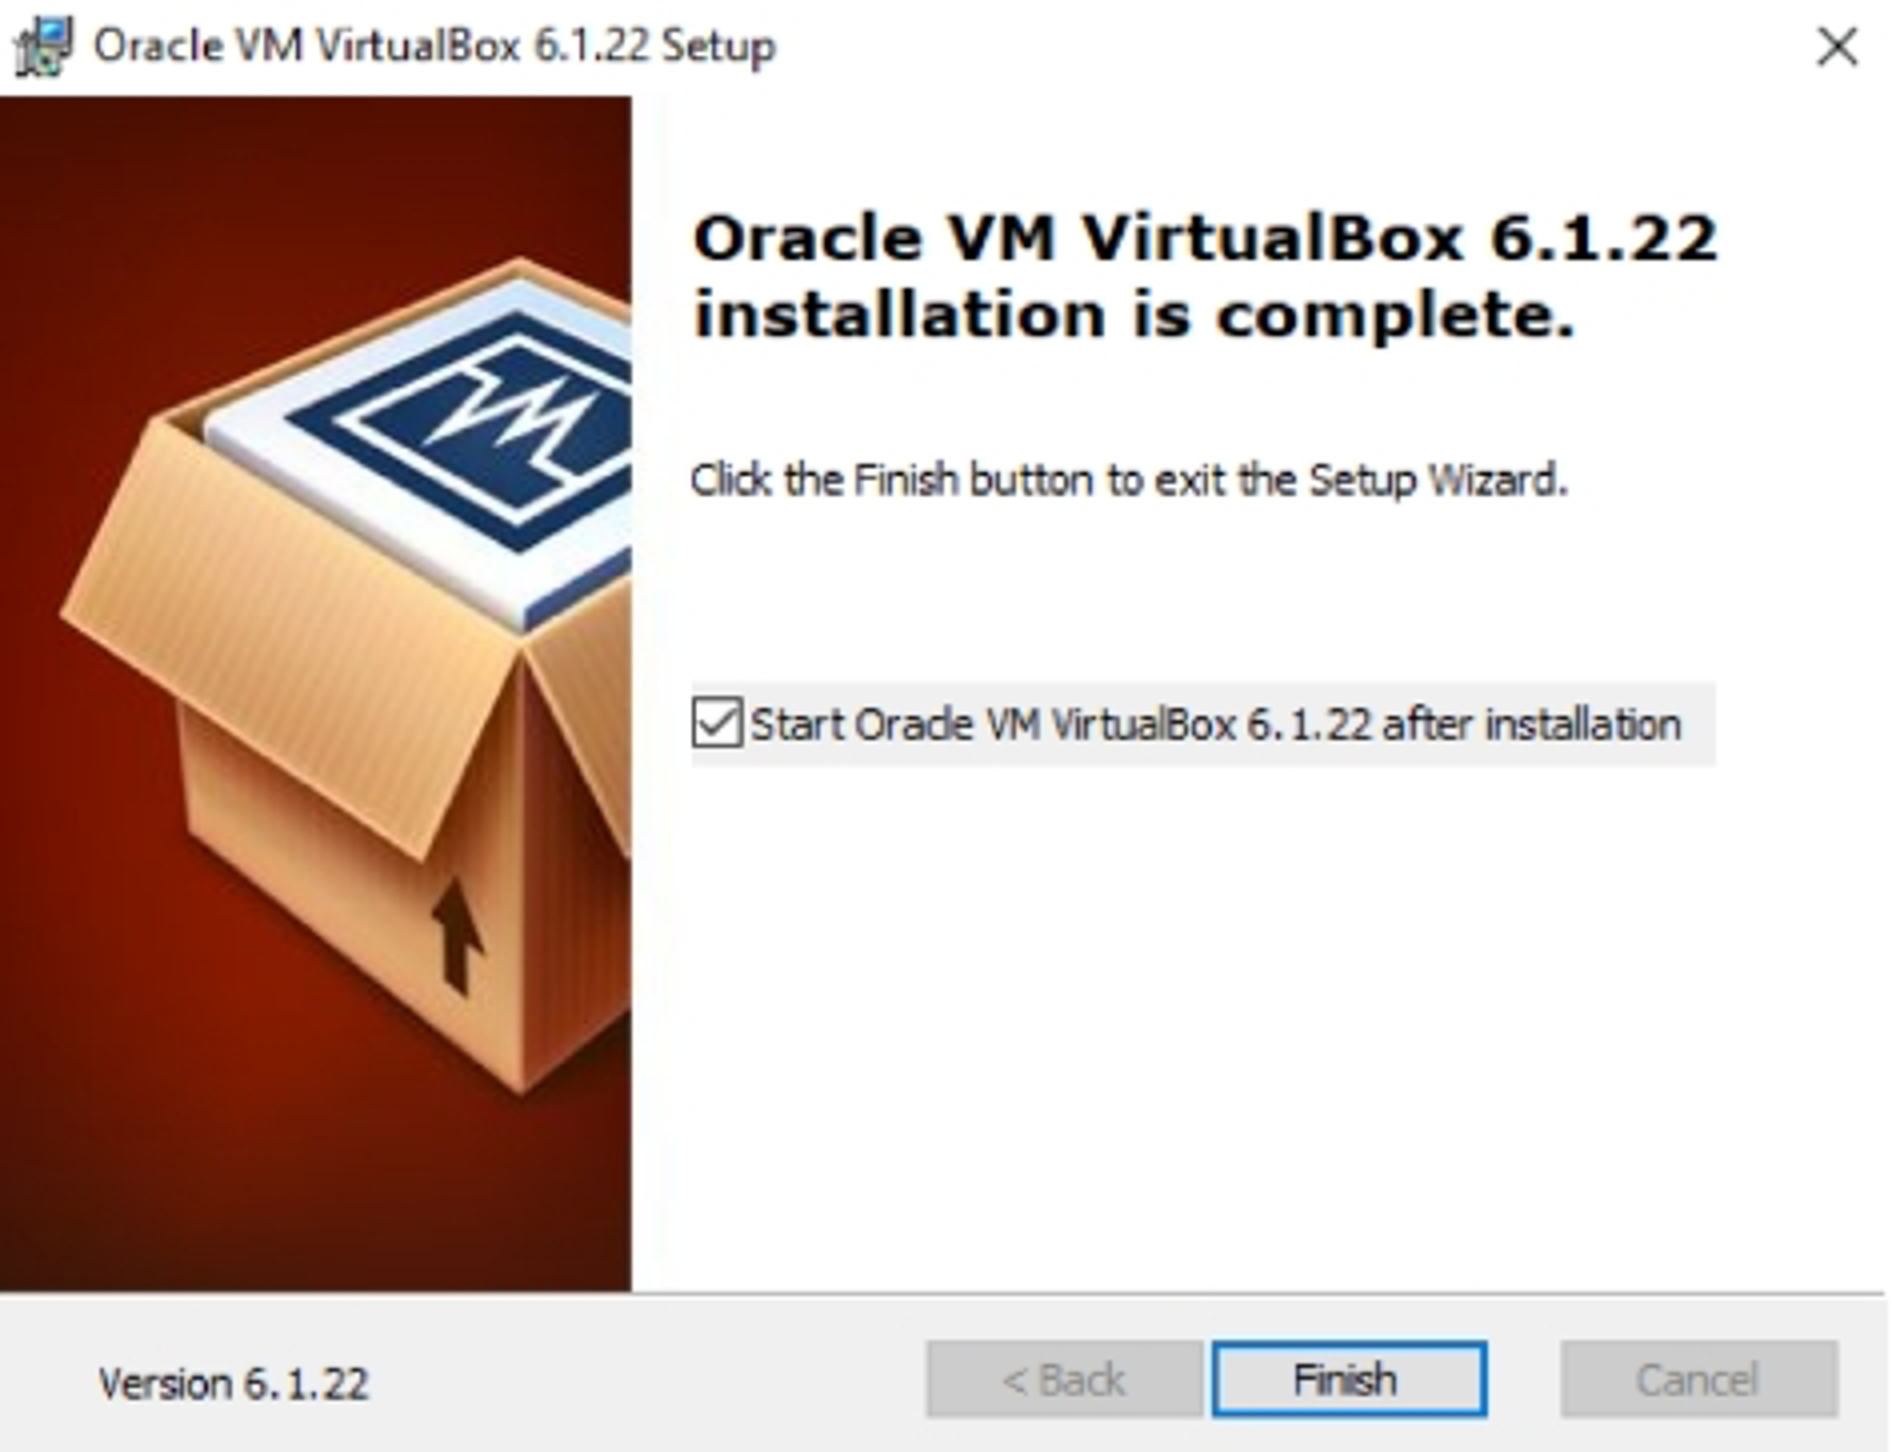 Oracle VM VirtualBox 6.1.22 Setup
Oracle VM VirtualBox 6.1.22
installation is complete.
Click the Finish button to exit the Setup Wizard.
Start Oracle VM VirtualBox 6.1.22 after installation
Version 6.1.22
< Back
Finish
Cancel